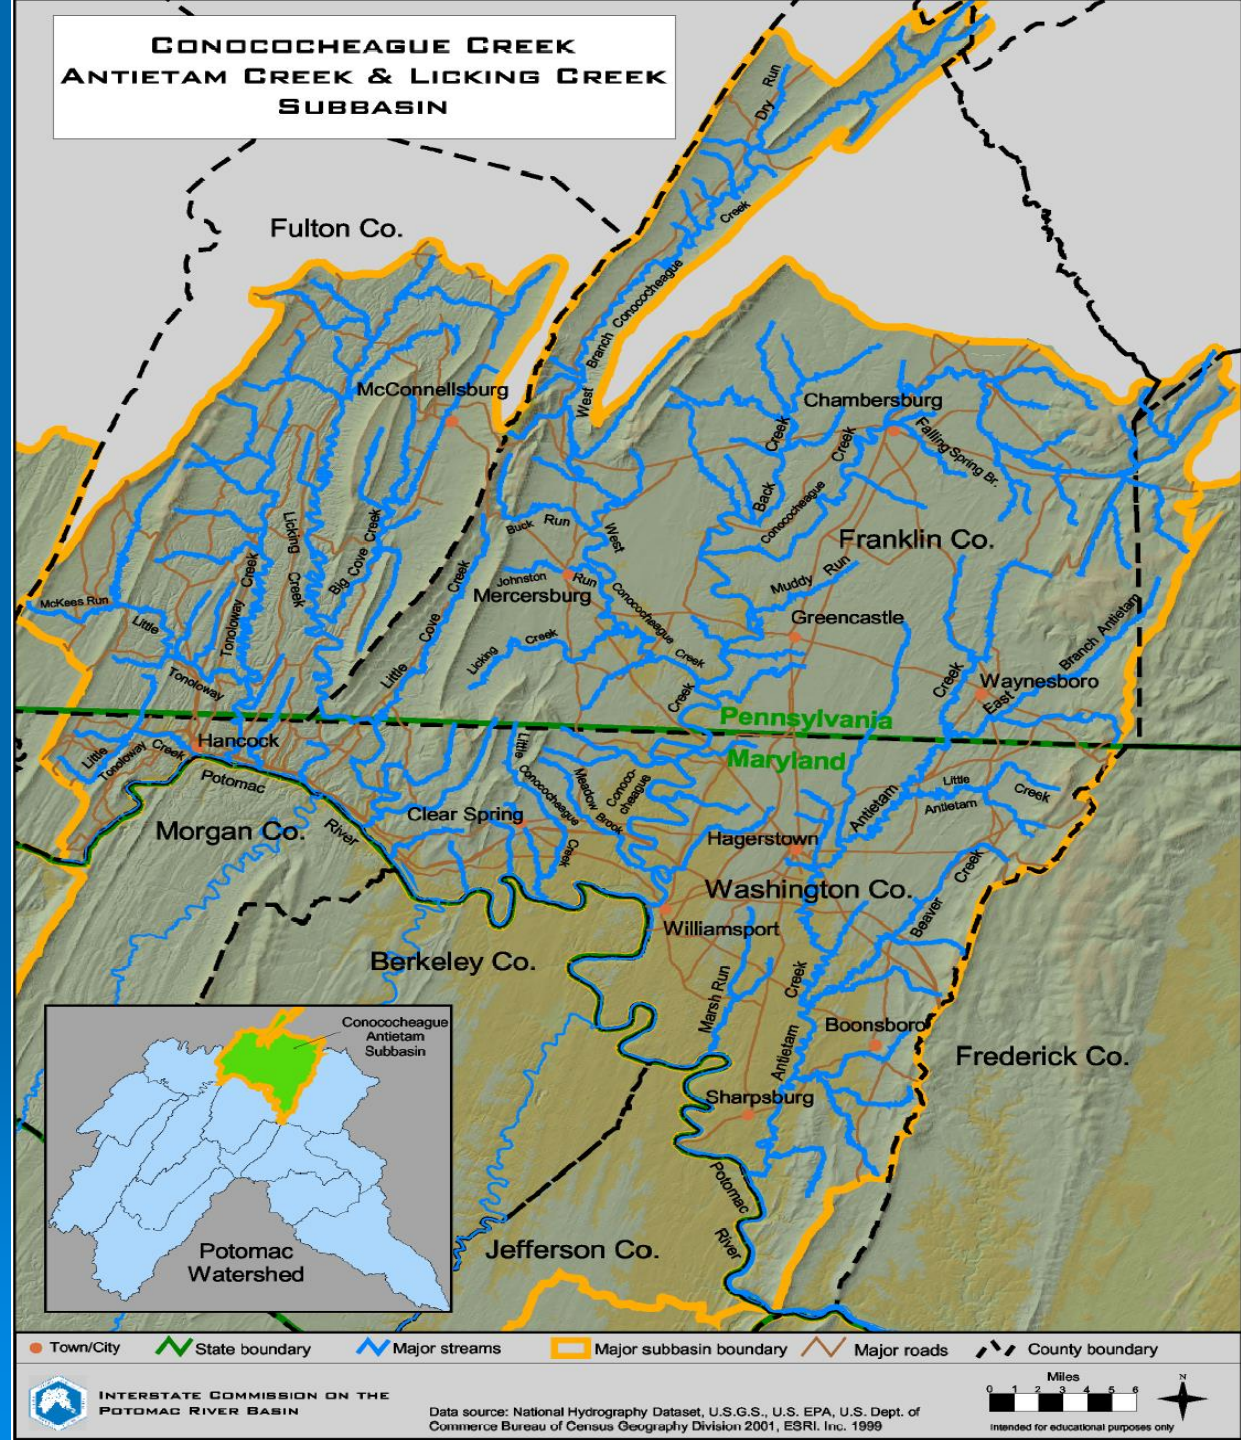 CONOCOCHEAGUE CREEK
ANTIETAM CREEK & LICKING CREEK
SUBBASIN
Dry Run
Creek
Fulton Co.
West Branch Conococheague
McConnellsburg
Chambersburg
Creek
Creek
Falling Spring Br.
Back
Conococheague
Licking
Creek
Big Cove Creek
Buck Run
West
Franklin Co.
Tonoloway Creek
Creek
Johnston Run
Mercersburg
Conococheague
Creek
Muddy Run
McKees Run
Little
Tonoloway
Cove
Little
Licking Creek
Greencastle
Branch Antietam
Creek
Waynesboro
East
Creek
Pennsylvania
Maryland
Hancock
Little
Tonoloway
Creek
Potomac
River
Morgan Co.
Little
Conococheague
Creek
Meadow
Brook
Conoco-
cheague
Clear Spring
Antietam
Little
Antietam
Creek
Hagerstown
Washington Co.
Creek
Beaver
Williamsport
Berkeley Co.
Marsh Run
Creek
Antietam
Boonsboro
Frederick Co.
Sharpsburg
Potomac
River
Jefferson Co.
Conococheague
Antietam
Subbasin
Potomac
Watershed
Town/City State boundary Major streams Major subbasin boundary Major roads County boundary
INTERSTATE COMMISSION ON THE
POTOMAC RIVER BASIN
Data source: National Hydrography Dataset, U.S.G.S., U.S. EPA, U.S. Dept. of
Commerce Bureau of Census Geography Division 2001, ESRI. Inc. 1999
Miles
0 1 2 3 4 5 6
N
Intended for educational purposes only